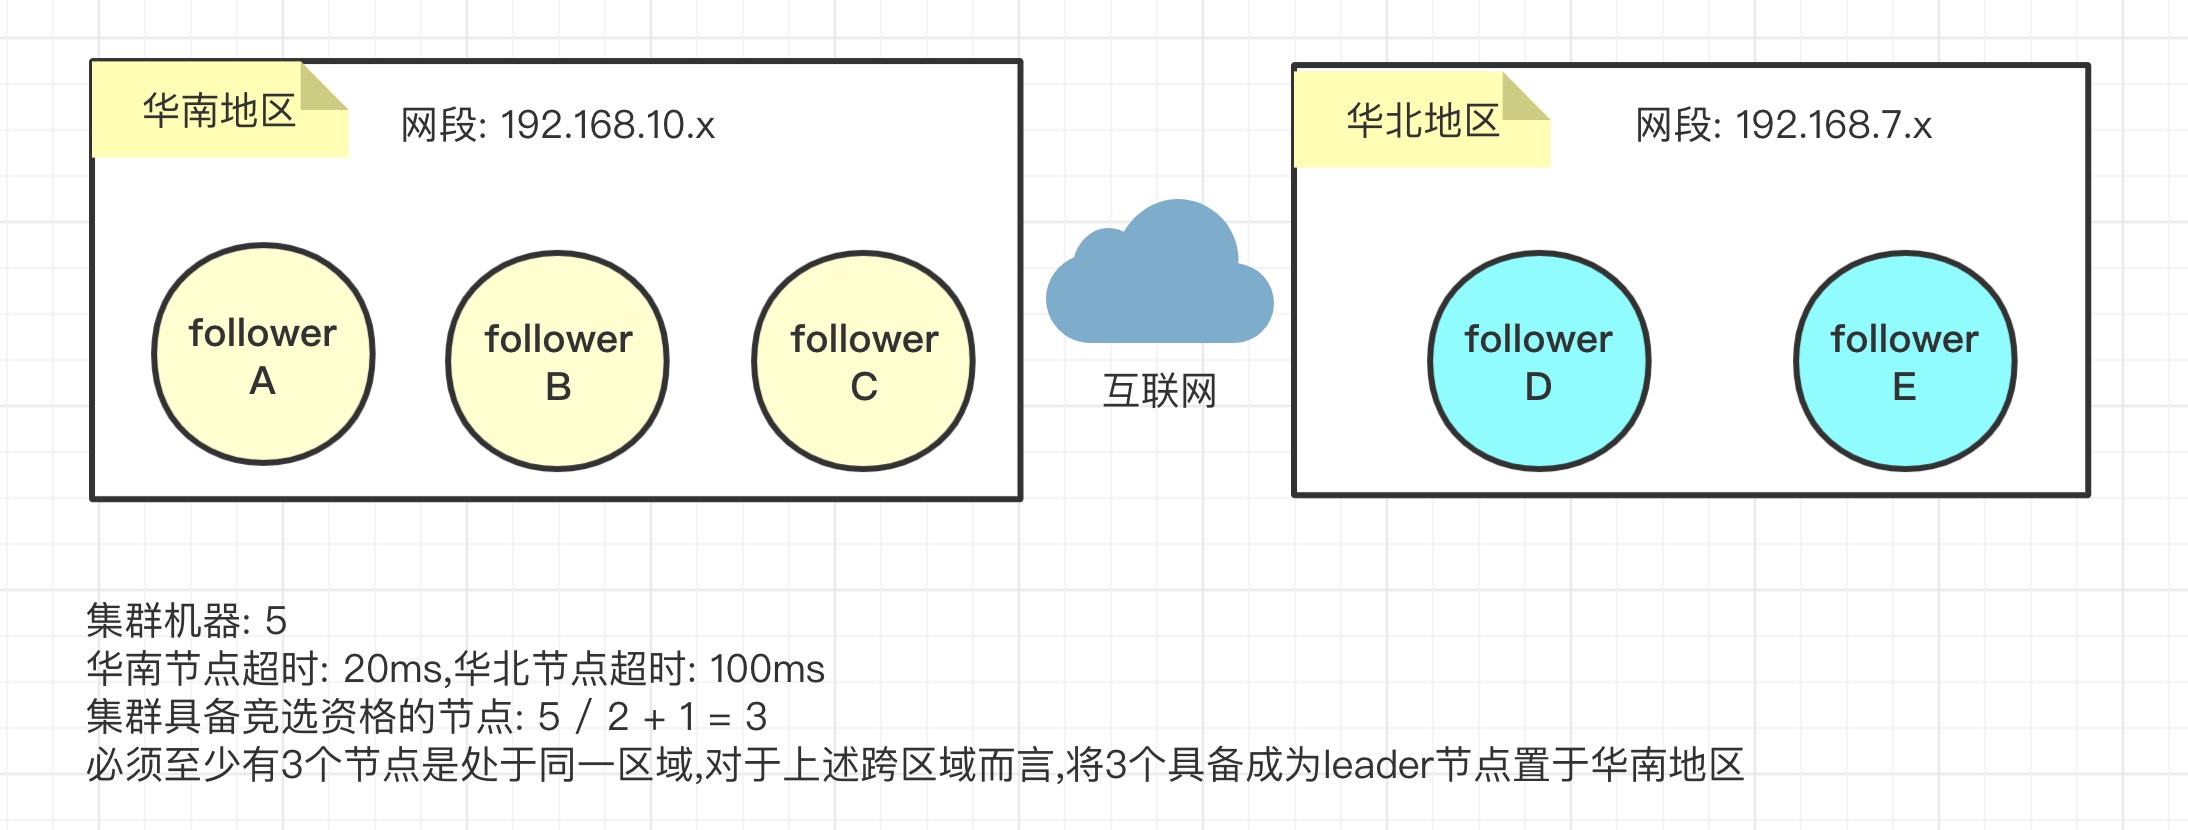 华南地区
网段: 192.168.10.x
follower
A
follower
B
follower
C
互联网
华北地区
网段: 192.168.7.x
follower
D
follower
E
集群机器: 5
华南节点超时: 20ms,华北节点超时: 100ms
集群具备竞选资格的节点: 5 / 2 + 1 = 3
必须至少有3个节点是处于同一区域,对于上述跨区域而言,将3个具备成为leader节点置于华南地区